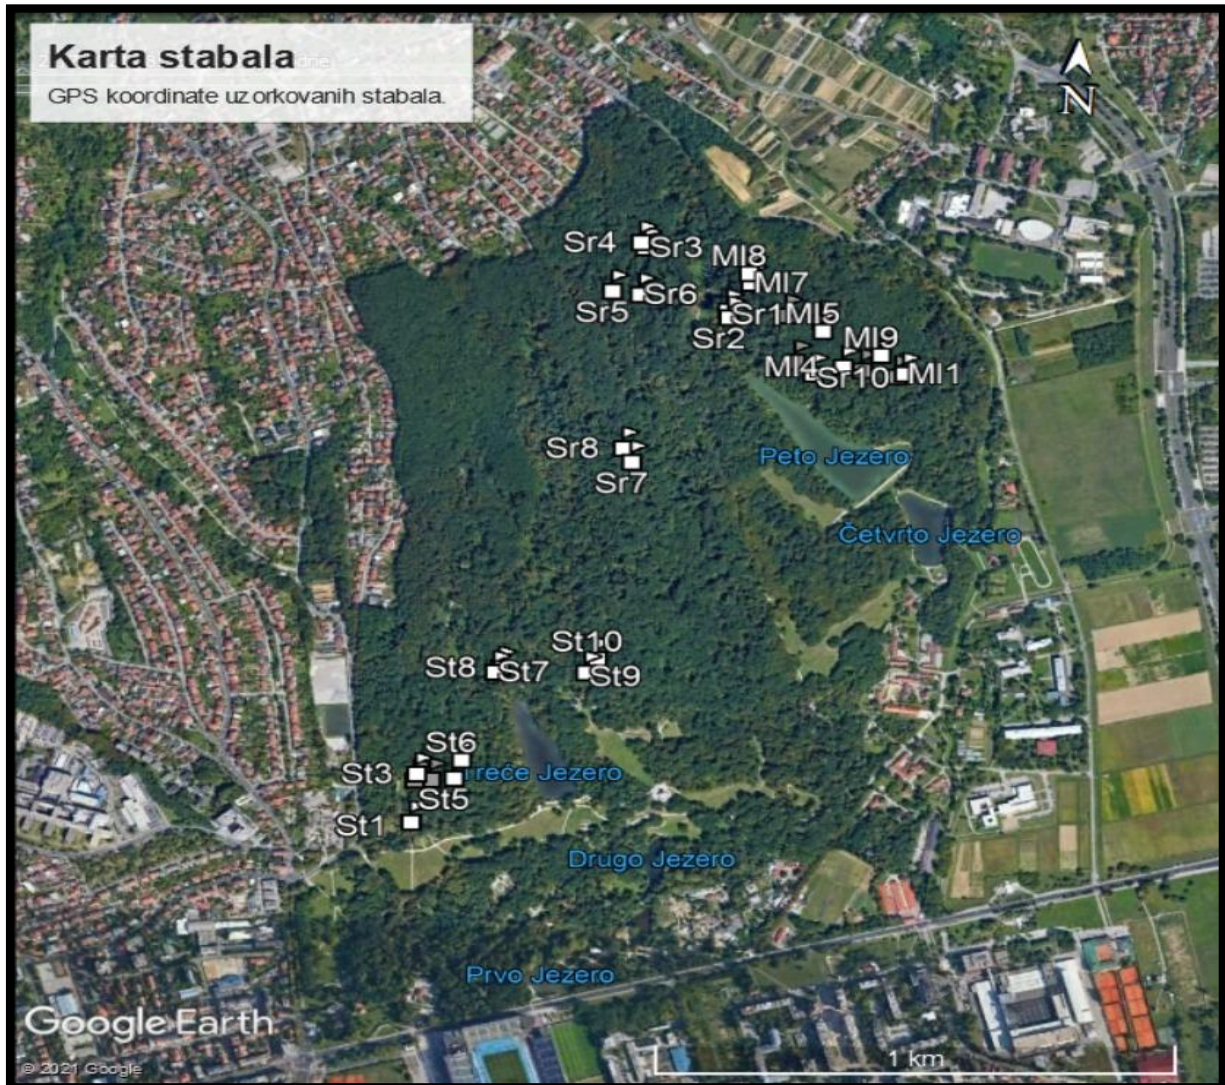 Karta stabala
GPS koordinate uzorkovanih stabala.
N
Sr4
Sr3
Ml8
Ml7
Sr6
Sr5
Sr1
Ml5
Sr2
Ml9
Ml4
Sr10
Ml1
Sr8
Peto Jezero
Sr7
Četvrto Jezero
St10
St8
St7
St9
St6
St3
Treće Jezero
St5
St1
Drugo Jezero
Prvo Jezero
Google Earth
1 km
© 2021 Google